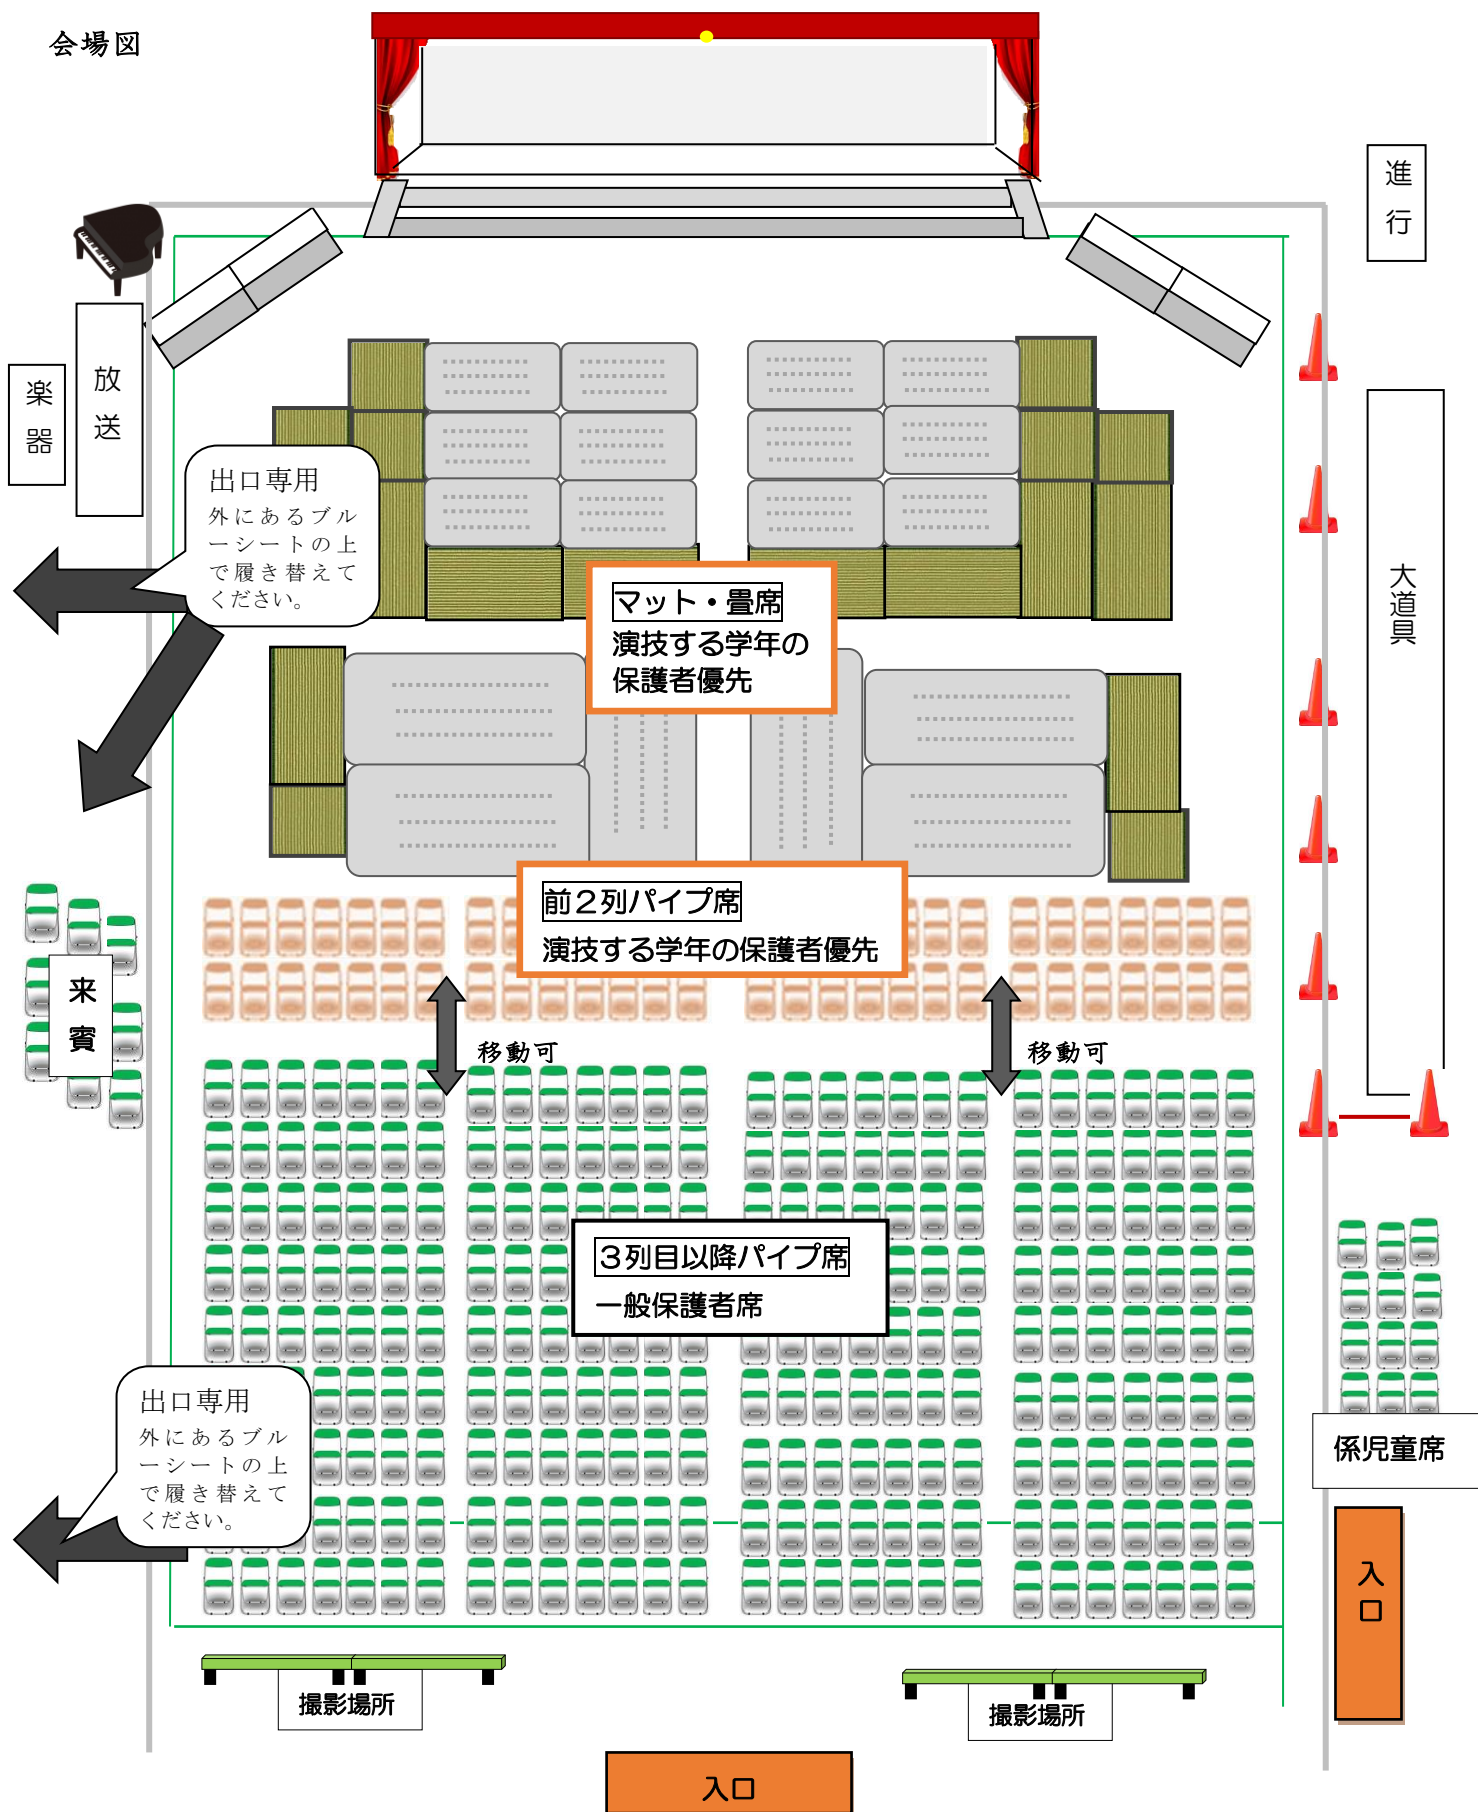 会場図
進
行
放
送
楽
器
出口専用
外にあるブル
ーシートの上
で履き替えて
ください。
マット・畳席
演技する学年の
保護者優先
大
道
具
前２列パイプ席
演技する学年の保護者優先
来
賓
移動可
移動可
３列目以降パイプ席
一般保護者席
出口専用
外にあるブル
ーシートの上
で履き替えて
ください。
係児童席
入
口
撮影場所
撮影場所
入口